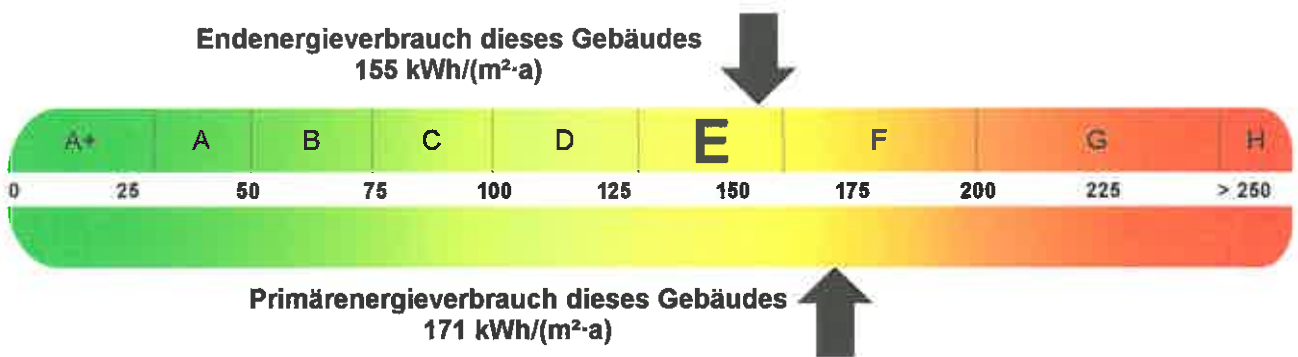 Endenergieverbrauch dieses Gebäudes
155 kWh/(m²·a)
A+ A B C D E F G H
0 25 50 75 100 125 150 175 200 225 > 250
Primärenergieverbrauch dieses Gebäudes
171 kWh/(m²·a)